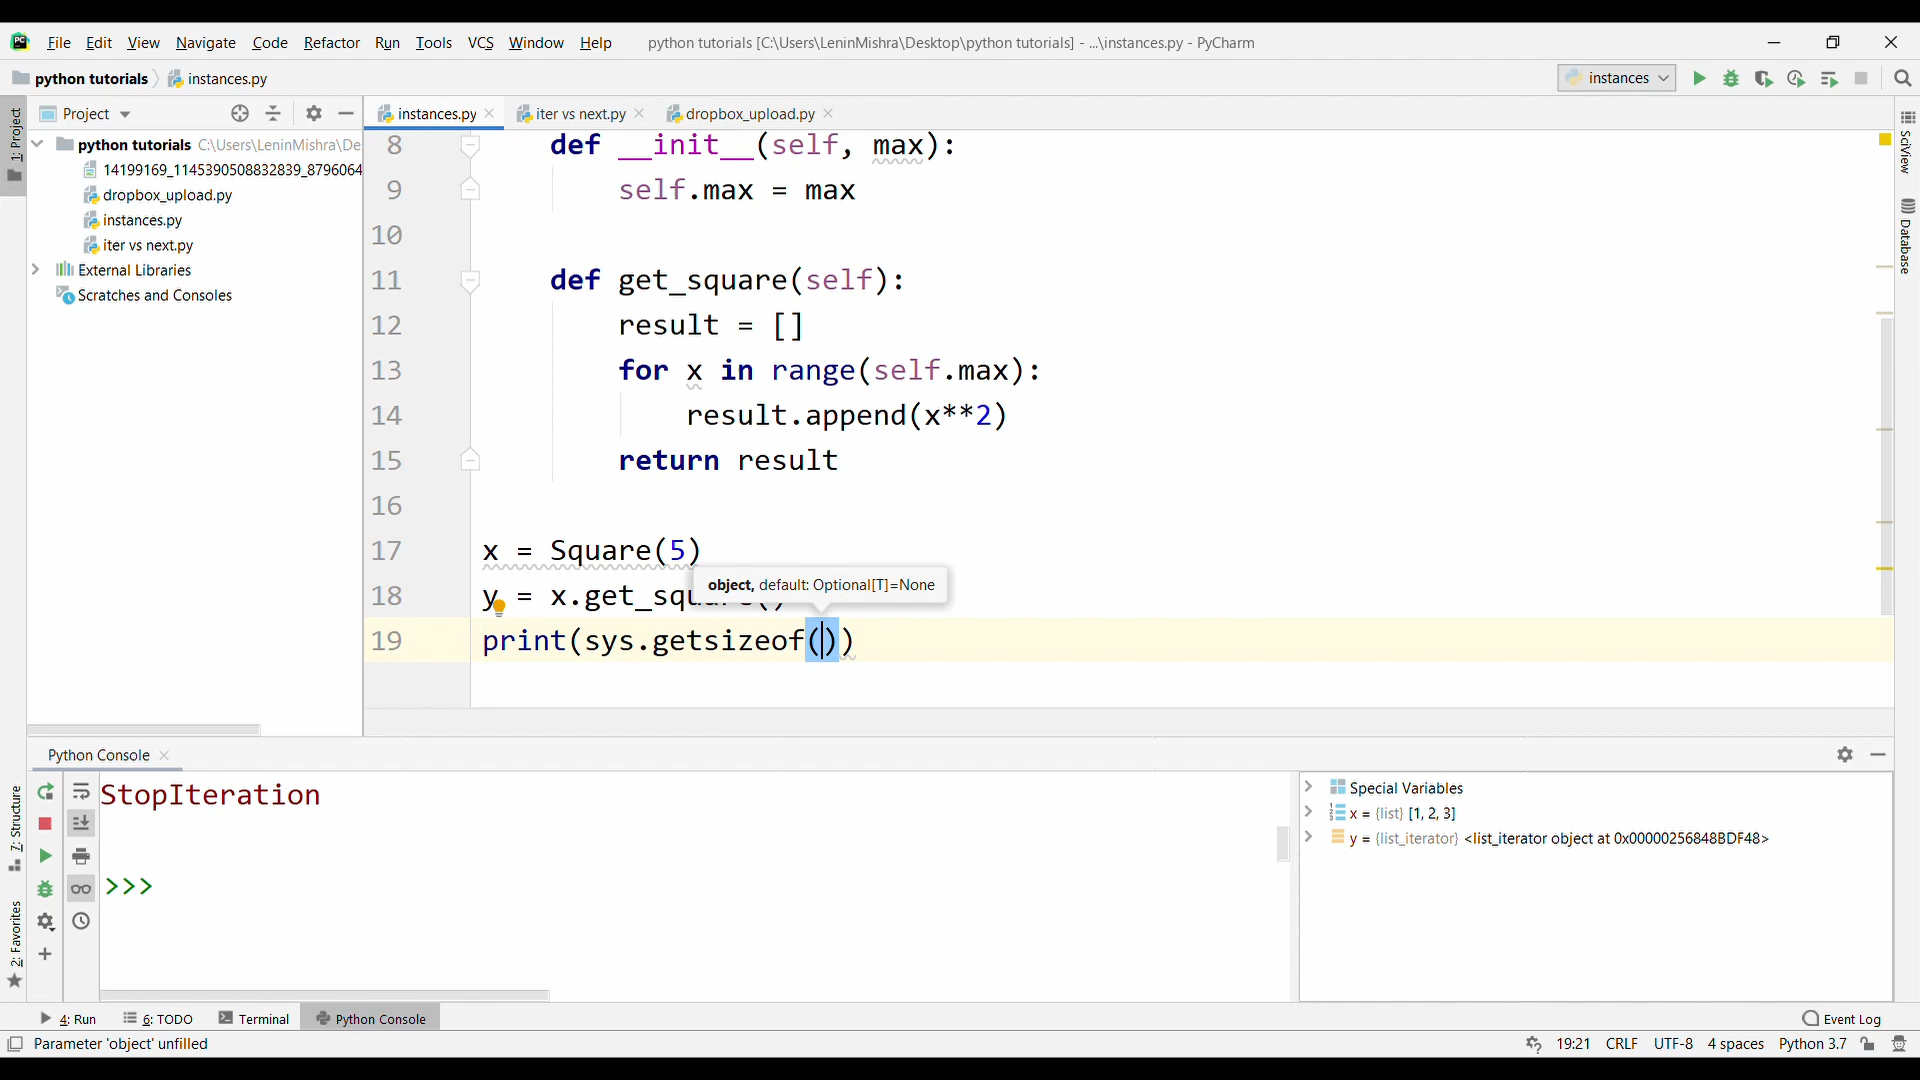 PC File Edit View Navigate Code Refactor Run Tools VCS Window Help python tutorials [C:\Users\LeninMishra\Desktop\python tutorials] - ...\instances.py - PyCharm
python tutorials instances.py instances
1: Project
Project
instances.py iter vs next.py dropbox_upload.py
python tutorials C:\Users\LeninMishra\De
14199169_1145390508832839_8796064
dropbox_upload.py
instances.py
iter vs next.py
External Libraries
Scratches and Consoles
8 def __init__(self, max):
9 self.max = max
10
11 def get_square(self):
12 result = []
13 for x in range(self.max):
14 result.append(x**2)
15 return result
16
17 x = Square(5)
object, default: Optional[T]=None
18 y = x.get_squ
19 print(sys.getsizeof())
SciView
Database
Python Console
StopIteration
>>>
Special Variables
x = {list} [1, 2, 3]
y = {list_iterator} <list_iterator object at 0x00000256848BDF48>
7: Structure
2: Favorites
4: Run 6: TODO Terminal Python Console Event Log
Parameter 'object' unfilled 19:21 CRLF UTF-8 4 spaces Python 3.7